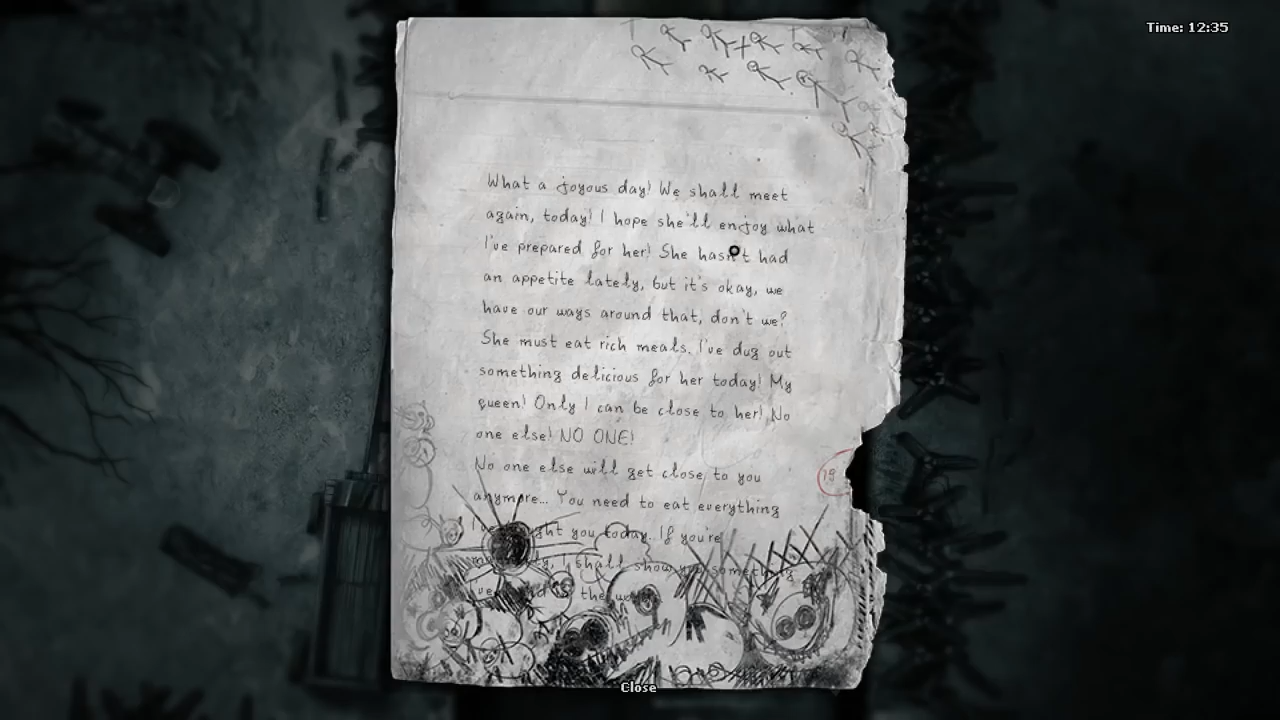 Time: 12:35
What a joyous day! We shall meet
again, today! I hope she'll enjoy what
I've prepared for her! She hasn't had
an appetite lately, but it's okay, we
have our ways around that, don't we?
She must eat rich meals. I've dug out
something delicious for her today! My
queen! Only I can be close to her! No
one else! NO ONE!
No one else will get close to you
anymore... You need to eat everything
you today. If you're
I shall show you something
in the
19
Close